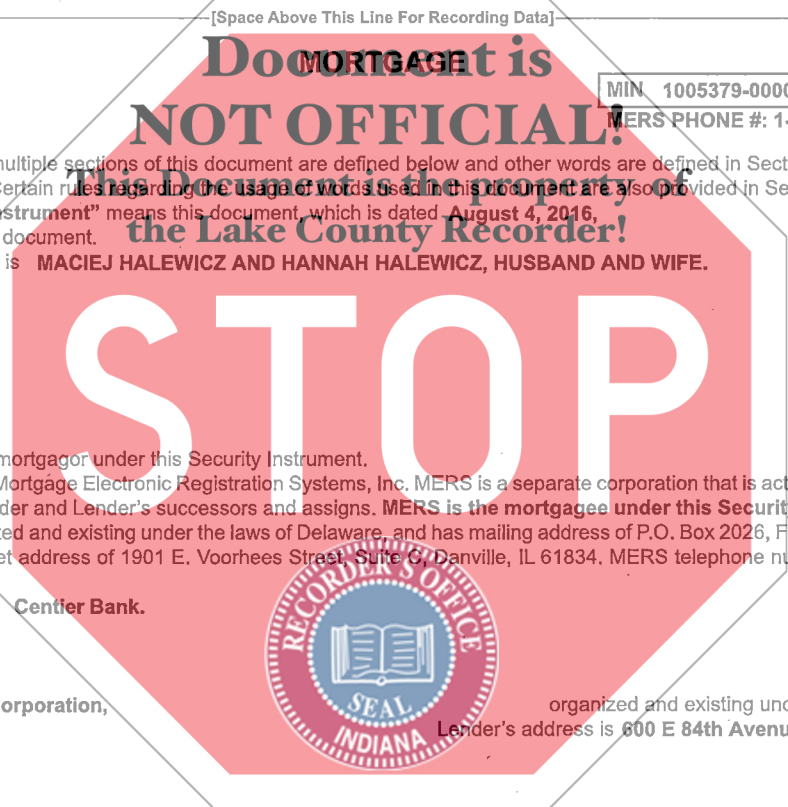 [Space Above This Line For Recording Data]
Document is
MORTGAGE
MIN 1005379-0000
NOT OFFICIAL!
MERS PHONE #: 1-
multiple sections of this document are defined below and other words are defined in Sect
This Document is the property of
Certain rules regarding the usage of words used in this document are also provided in Se
strument” means this document, which is dated August 4, 2016,
the Lake County Recorder!
document.
is MACIEJ HALEWICZ AND HANNAH HALEWICZ, HUSBAND AND WIFE.
STOP
mortgagor under this Security Instrument.
Mortgage Electronic Registration Systems, Inc. MERS is a separate corporation that is act
der and Lender's successors and assigns. MERS is the mortgagee under this Securit
ed and existing under the laws of Delaware, and has mailing address of P.O. Box 2026, F
et address of 1901 E. Voorhees Street, Suite C, Danville, IL 61834. MERS telephone nu
RECORDER'S OFFICE
Centier Bank.
SEAL
INDIANA
orporation,
organized and existing und
Lender's address is 600 E 84th Avenu